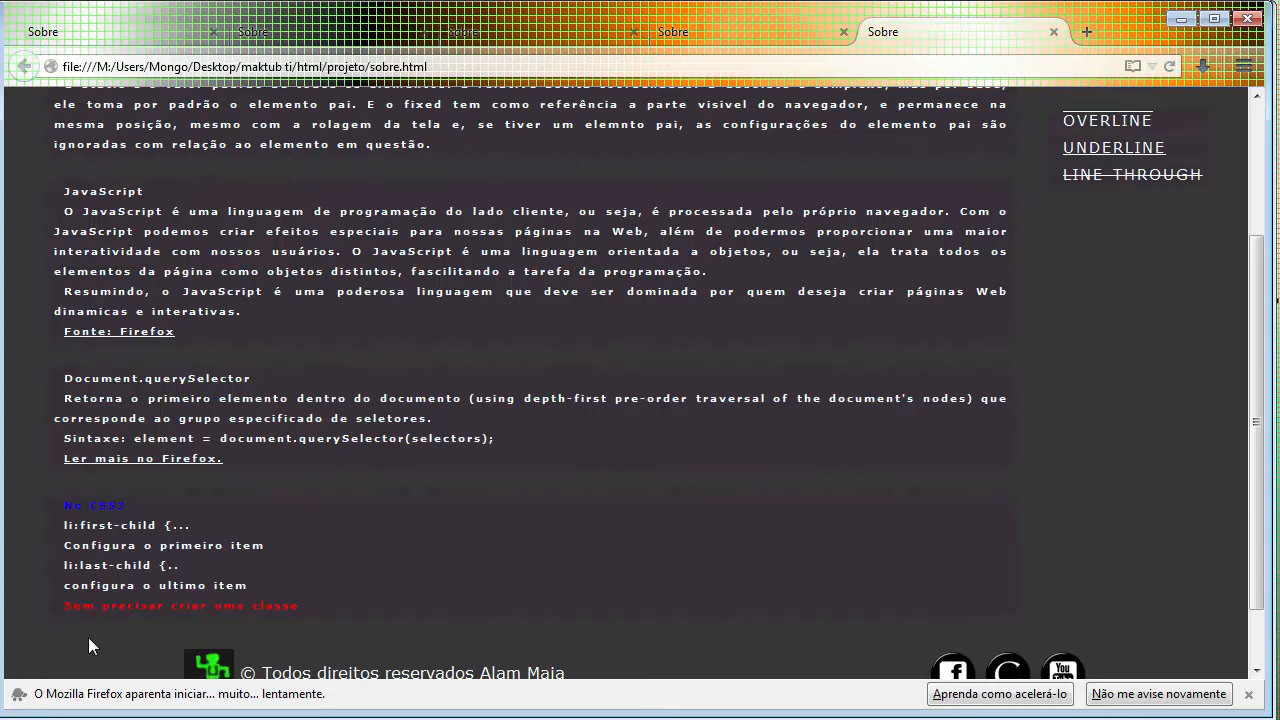 Sobre
Sobre
Sobre
Sobre
Sobre
file:///M:/Users/Mongo/Desktop/maktub ti/html/projeto/sobre.html
ele toma por padrão o elemento pai. E o fixed tem como referência a parte visivel do navegador, e permanece na
mesma posição, mesmo com a rolagem da tela e, se tiver um elemnto pai, as configurações do elemento pai são
ignoradas com relação ao elemento em questão.
OVERLINE
UNDERLINE
LINE-THROUGH
JavaScript
O JavaScript é uma linguagem de programação do lado cliente, ou seja, é processada pelo próprio navegador. Com o
JavaScript podemos criar efeitos especiais para nossas páginas na Web, além de podermos proporcionar uma maior
interatividade com nossos usuários. O JavaScript é uma linguagem orientada a objetos, ou seja, ela trata todos os
elementos da página como objetos distintos, fascilitando a tarefa da programação.
Resumindo, o JavaScript é uma poderosa linguagem que deve ser dominada por quem deseja criar páginas Web
dinamicas e interativas.
Fonte: Firefox
Document.querySelector
Retorna o primeiro elemento dentro do documento (using depth-first pre-order traversal of the document's nodes) que
corresponde ao grupo especificado de seletores.
Sintaxe: element = document.querySelector(selectors);
Ler mais no Firefox.
No CSS3
li:first-child {...
Configura o primeiro item
li:last-child {..
configura o ultimo item
Sem precisar criar uma classe
© Todos direitos reservados Alam Maia
f
You
Tube
O Mozilla Firefox aparenta iniciar... muito... lentamente.
Aprenda como acelerá-lo
Não me avise novamente